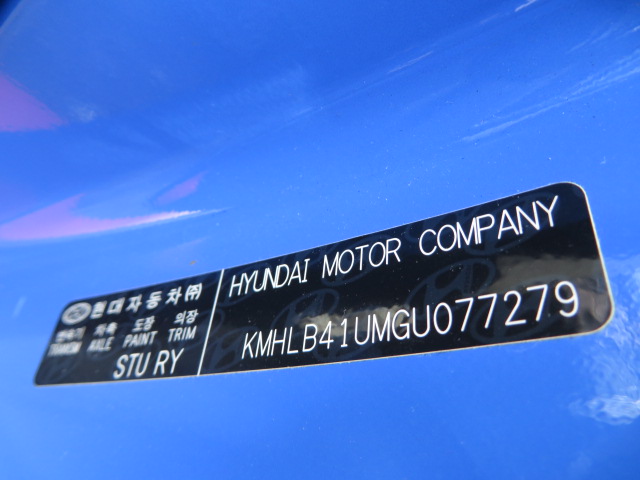 현대자동차㈜
변속기 차축 도장 의장
TRANSM AXLE PAINT TRIM
STU RY
HYUNDAI MOTOR COMPANY
KMHLB41UMGU077279